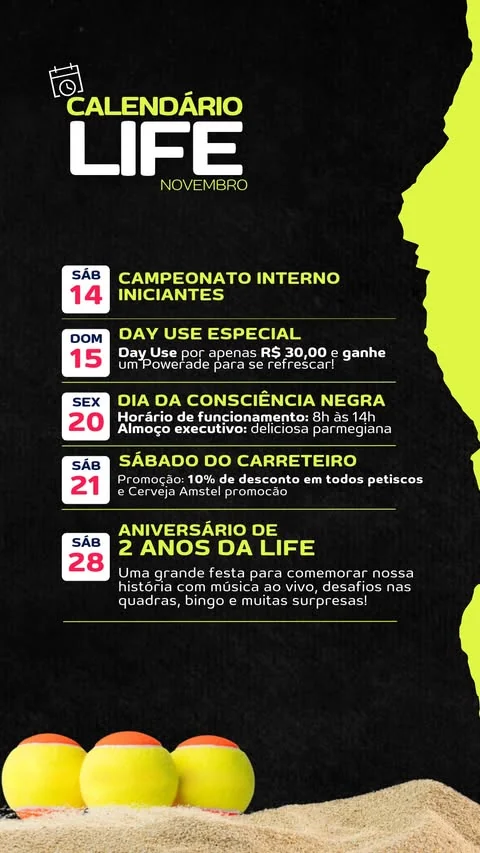 CALENDÁRIO
LIFE
NOVEMBRO
SÁB
14
CAMPEONATO INTERNO
INICIANTES
DOM
15
DAY USE ESPECIAL
Day Use por apenas R$ 30,00 e ganhe
um Powerade para se refrescar!
SEX
20
DIA DA CONSCIÊNCIA NEGRA
Horário de funcionamento: 8h às 14h
Almoço executivo: deliciosa parmegiana
SÁB
21
SÁBADO DO CARRETEIRO
Promoção: 10% de desconto em todos petiscos
e Cerveja Amstel promocão
SÁB
28
ANIVERSÁRIO DE
2 ANOS DA LIFE
Uma grande festa para comemorar nossa
história com música ao vivo, desafios nas
quadras, bingo e muitas surpresas!